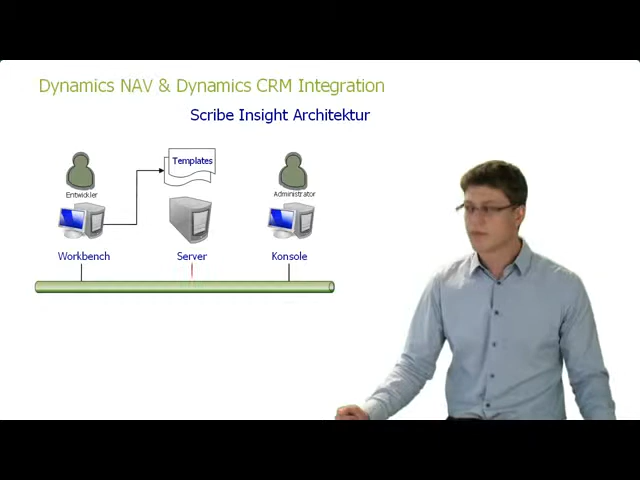 Dynamics NAV & Dynamics CRM Integration
Scribe Insight Architektur
Templates
Entwickler
Administrator
Workbench
Server
Konsole